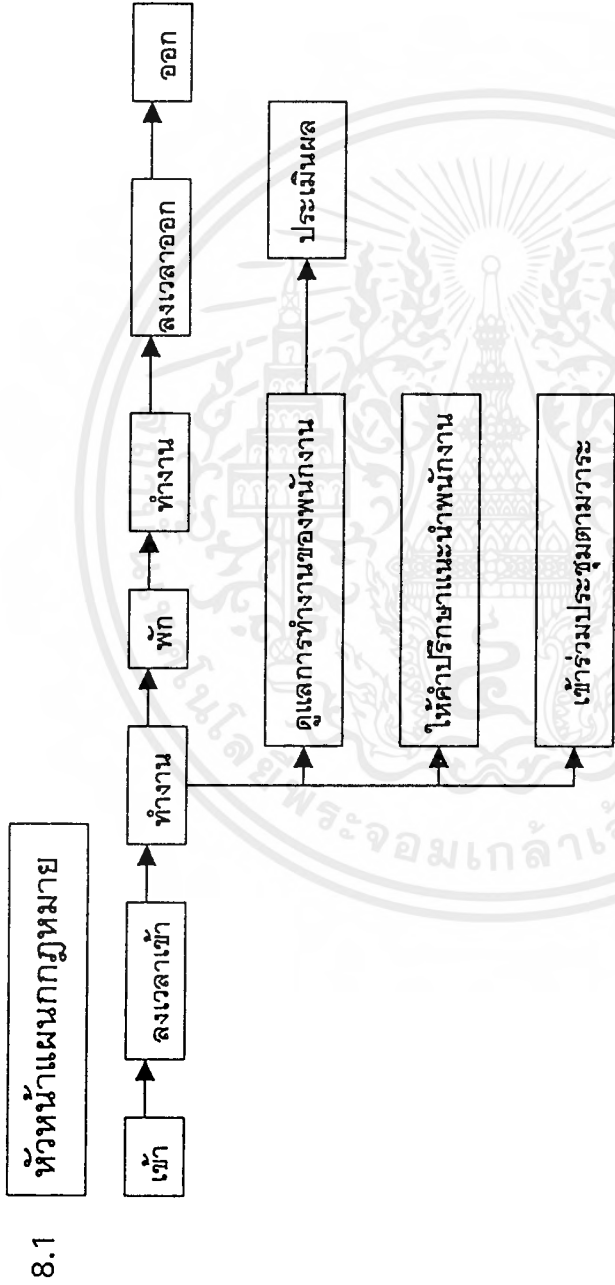 8.1 หัวหน้าแผนกกฎหมาย
เข้า
ลงเวลาเข้า
ทำงาน
พัก
ทำงาน
ลงเวลาออก
ออก
ดูแลการทำงานของพนักงาน
ประเมินผล
ให้คำปรึกษาแนะนำพนักงาน
เข้าร่วมประชุมตามวาระ